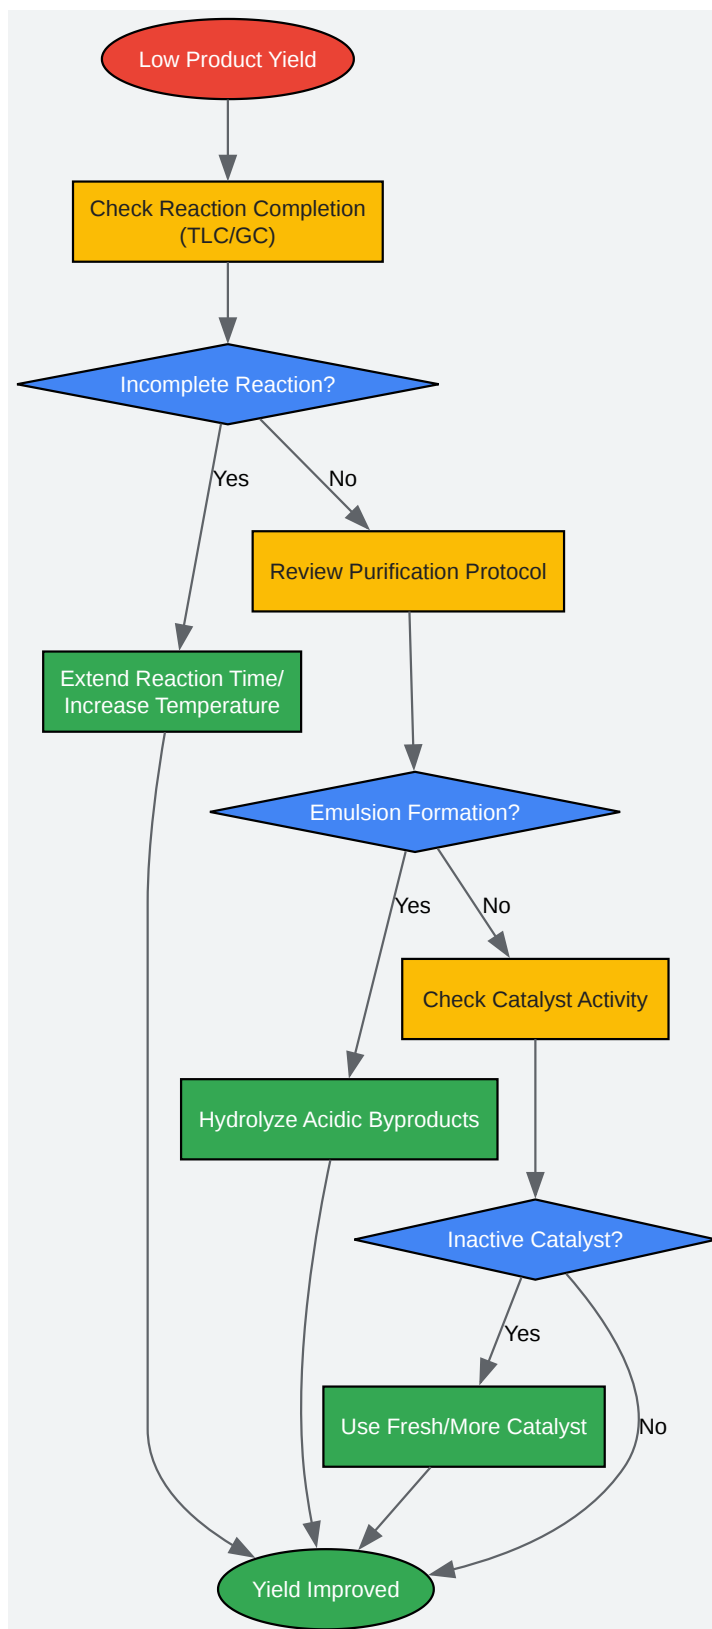 Low Product Yield
Check Reaction Completion
(TLC/GC)
Incomplete Reaction?
Yes
No
Review Purification Protocol
Extend Reaction Time/
Increase Temperature
Emulsion Formation?
Yes
No
Check Catalyst Activity
Hydrolyze Acidic Byproducts
Inactive Catalyst?
Yes
Use Fresh/More Catalyst
No
Yield Improved